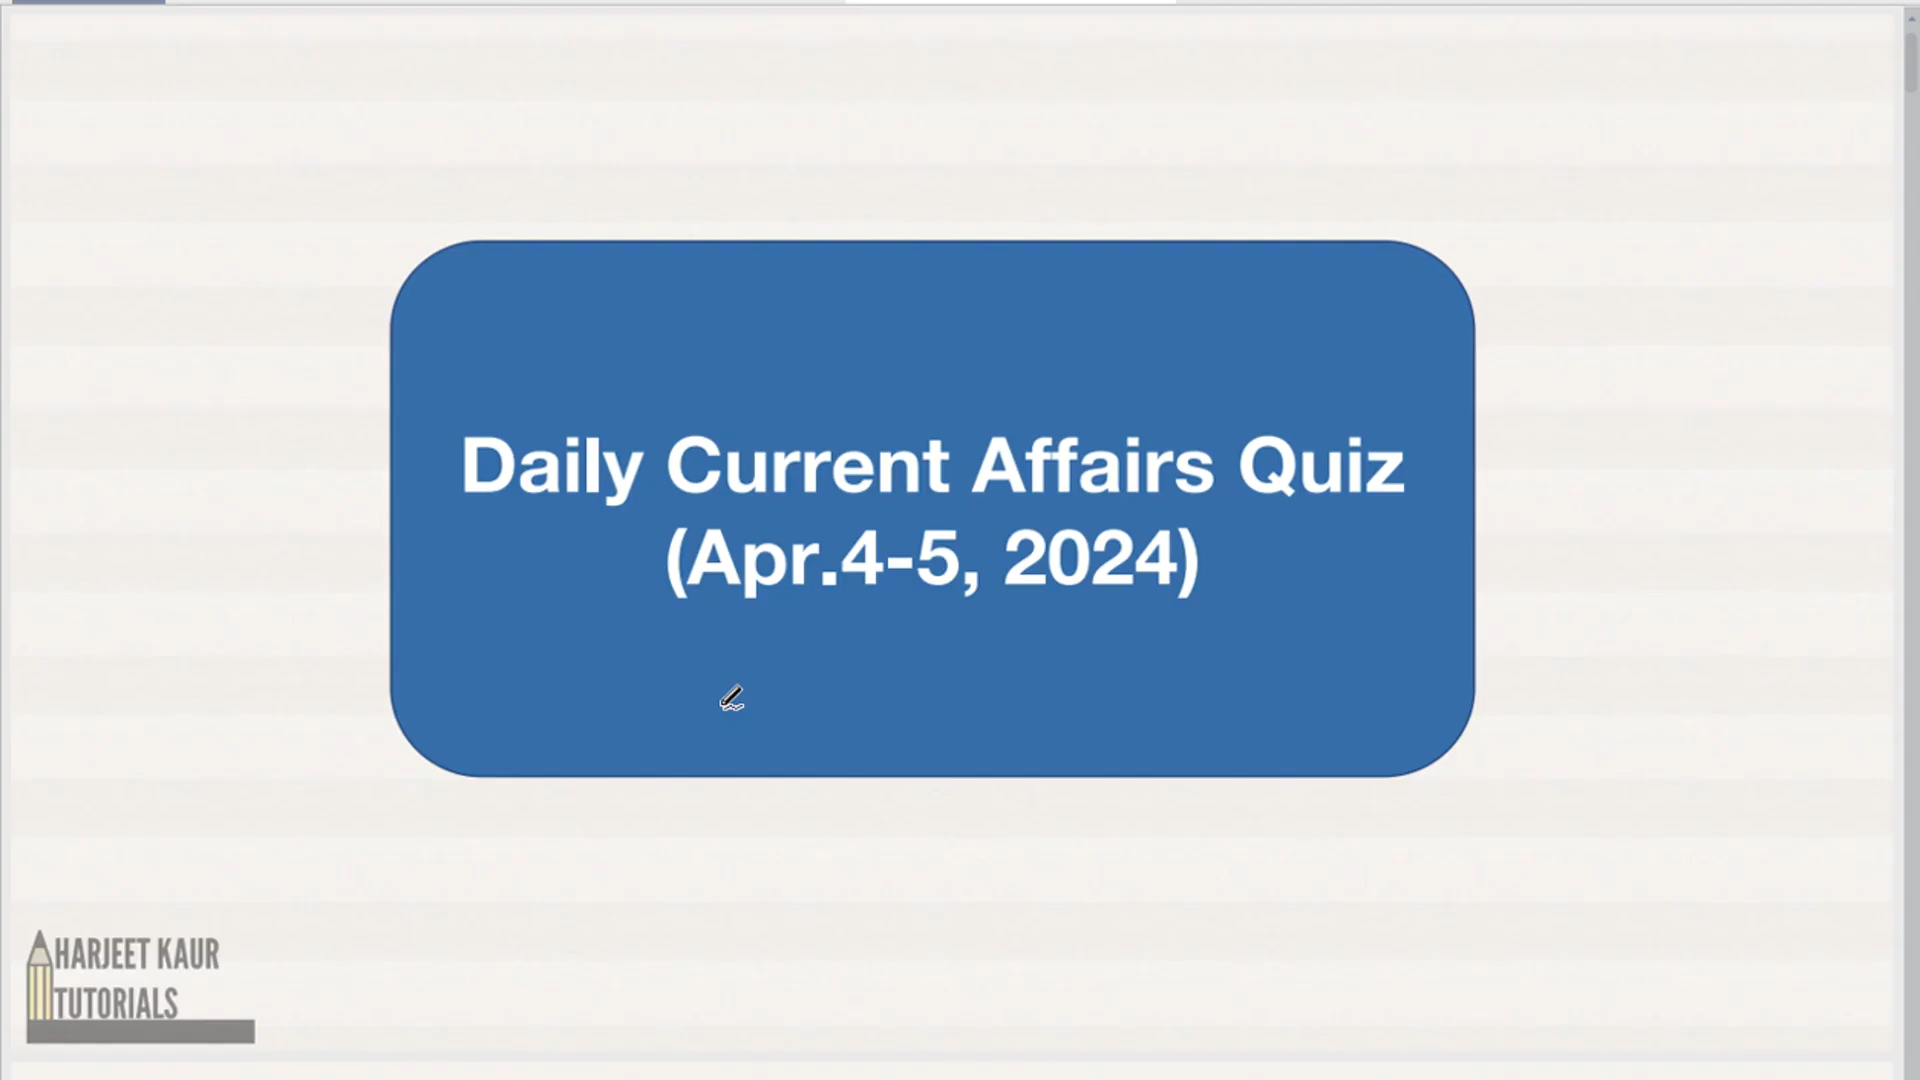 Daily Current Affairs Quiz
(Apr.4-5, 2024)
HARJEET KAUR
TUTORIALS